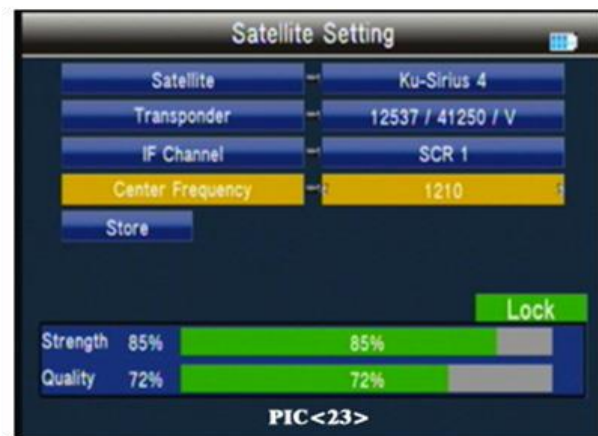 Satellite Setting
Satellite Ku-Sirius 4
Transponder 12537 / 41250 / V
IF Channel SCR 1
Center Frequency 1210
Store
Lock
Strength 85% 85%
Quality 72% 72%
PIC<23>